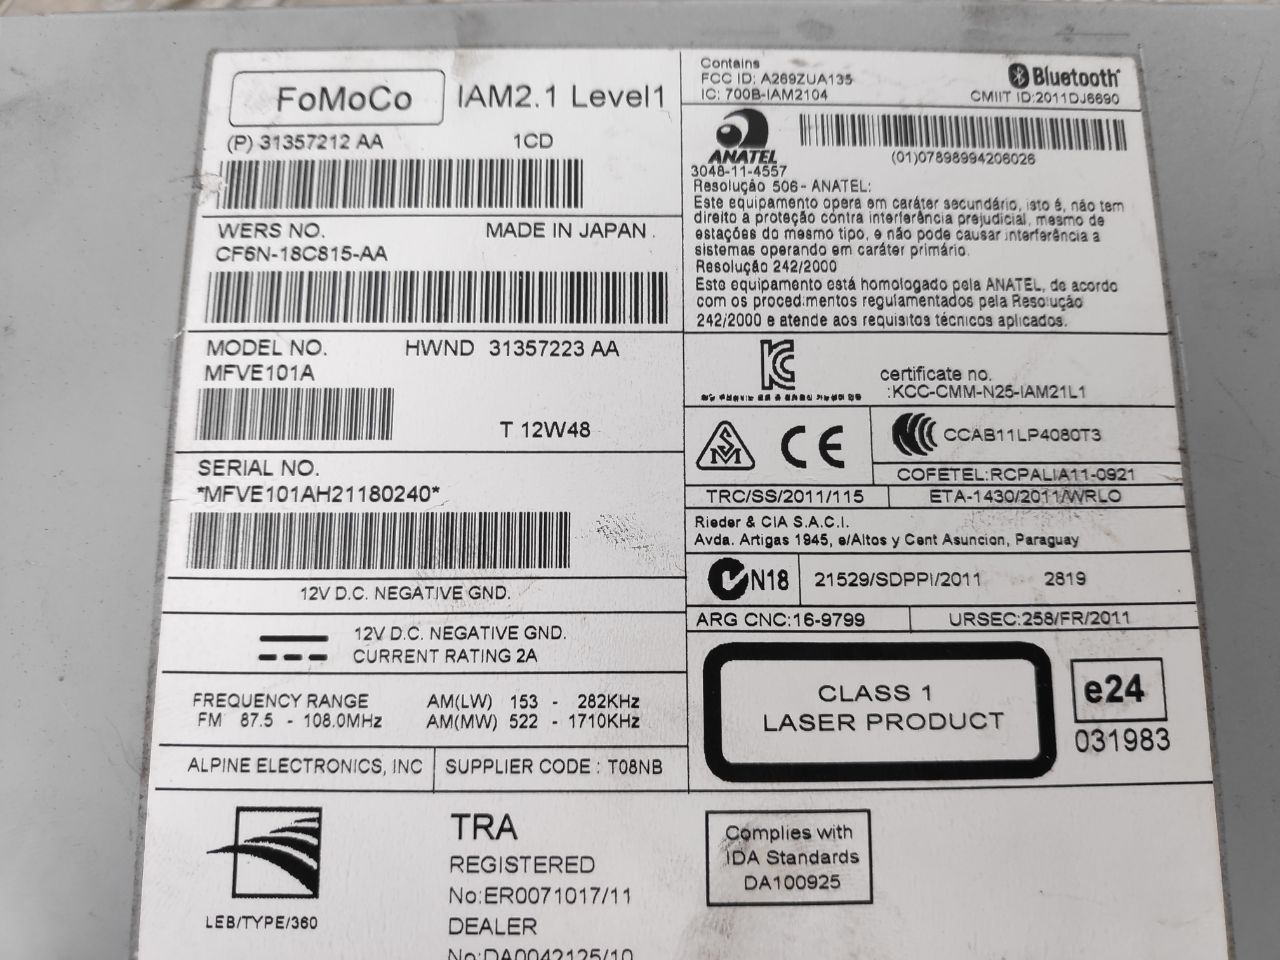 FoMoCo
IAM2.1 Level1
(P) 31357212 AA
1CD
WERS NO.
MADE IN JAPAN .
CF6N-18C815-AA
MODEL NO.
HWND 31357223 AA
MFVE101A
T 12W48
SERIAL NO.
*MFVE101AH21180240*
12V D.C. NEGATIVE GND.
12V D.C. NEGATIVE GND.
CURRENT RATING 2A
FREQUENCY RANGE AM(LW) 153 - 282KHz
FM 87.5 - 108.0MHz AM(MW) 522 - 1710KHz
ALPINE ELECTRONICS, INC
SUPPLIER CODE : T08NB
Contains
FCC ID: A269ZUA135
IC: 700B-IAM2104
Bluetooth
CMIIT ID:2011DJ6690
ANATEL
3048-11-4557
(01)07898994206026
Resolução 506 - ANATEL:
Este equipamento opera em caráter secundário, isto é, não tem
direito a proteção contra interferência prejudicial, mesmo de
estações do mesmo tipo, e não pode causar interferência a
sistemas operando em caráter primário.
Resolução 242/2000
Este equipamento está homologado pela ANATEL, de acordo
com os procedimentos regulamentados pela Resolução
242/2000 e atende aos requisitos técnicos aplicados.
certificate no.
:KCC-CMM-N25-IAM21L1
CE
CCAB11LP4080T3
COFETEL:RCPALIA11-0921
TRC/SS/2011/115
ETA-1430/2011/WRLO
Rieder & CIA S.A.C.I.
Avda. Artigas 1945, e/Altos y Cent Asuncion, Paraguay
N18
21529/SDPPI/2011
2819
ARG CNC:16-9799
URSEC:258/FR/2011
CLASS 1
LASER PRODUCT
e24
031983
LEB/TYPE/360
TRA
REGISTERED
No:ER0071017/11
DEALER
No:DA0042125/10
Complies with
IDA Standards
DA100925